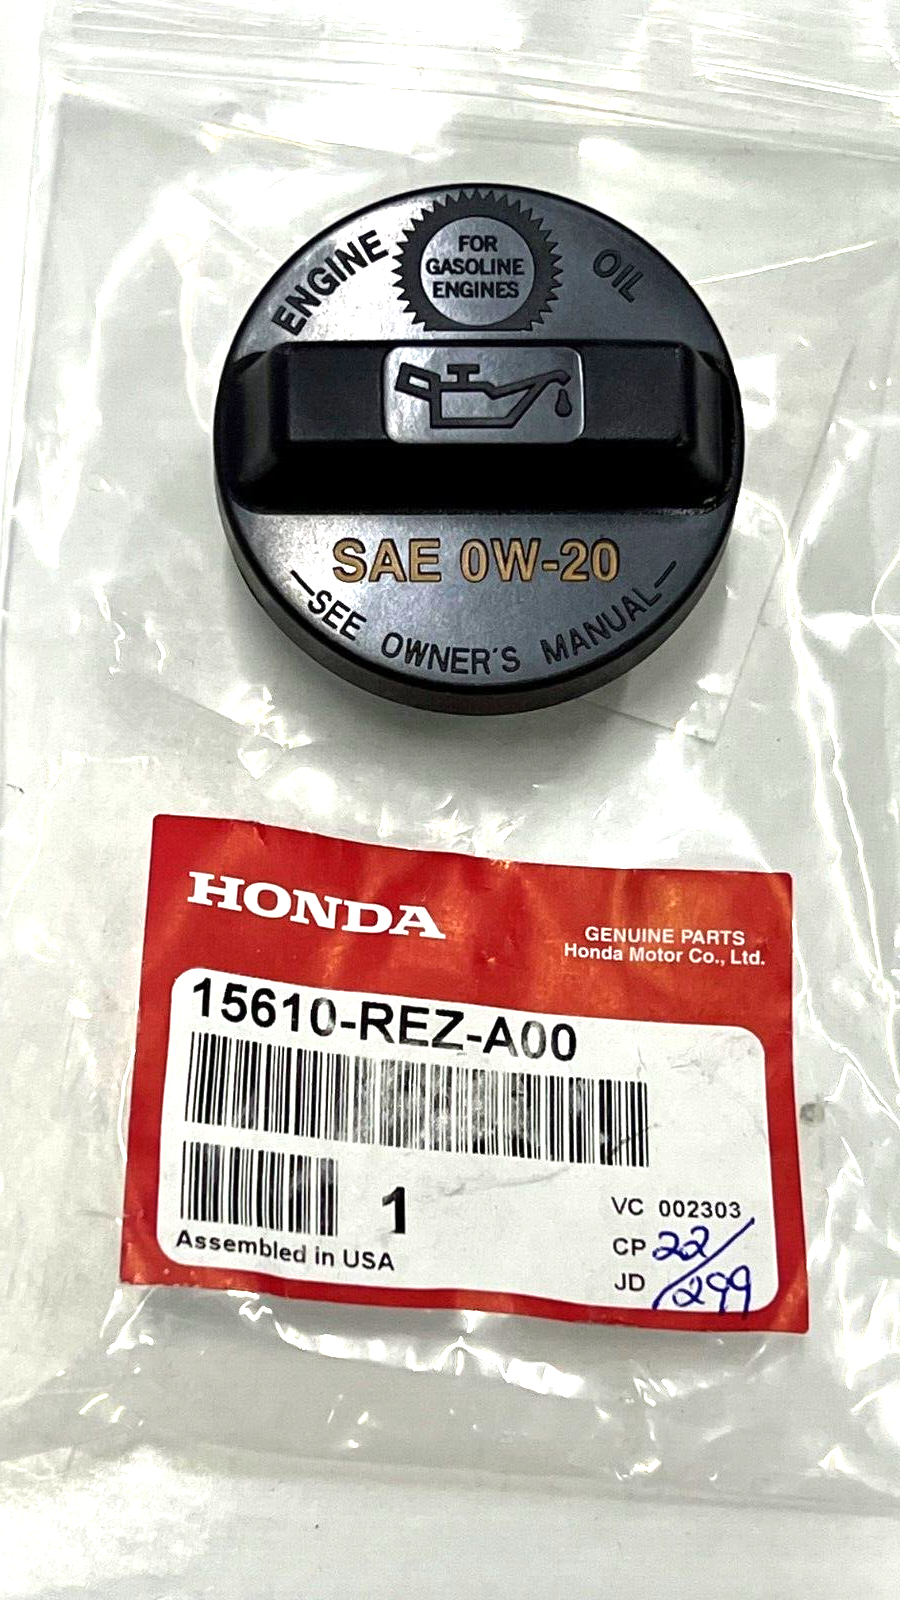 ENGINE OIL
FOR
GASOLINE
ENGINES
SAE 0W-20
—SEE OWNER'S MANUAL—
HONDA
GENUINE PARTS
Honda Motor Co., Ltd.
15610-REZ-A00
1
Assembled in USA
VC 002303
CP 22/
JD /299